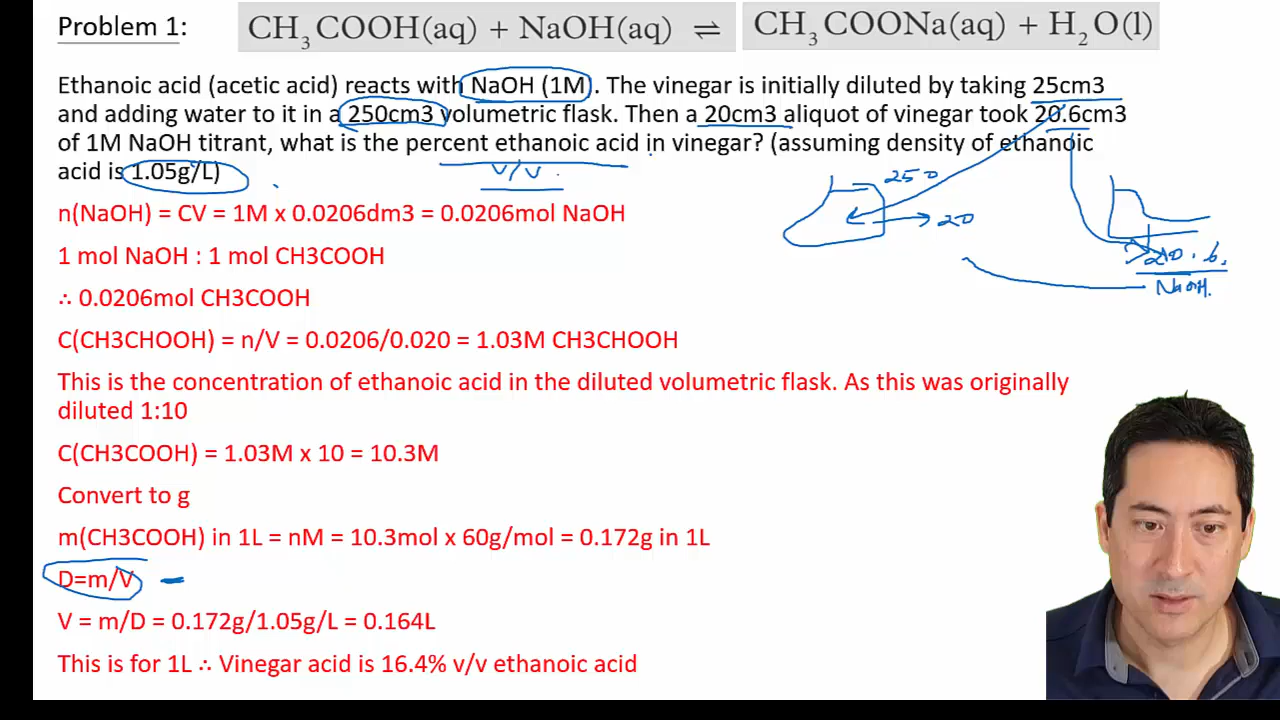 Problem 1: CH3COOH(aq) + NaOH(aq) ⇌ CH3COONa(aq) + H2O(l)
Ethanoic acid (acetic acid) reacts with NaOH (1M). The vinegar is initially diluted by taking 25cm3
and adding water to it in a 250cm3 volumetric flask. Then a 20cm3 aliquot of vinegar took 20.6cm3
of 1M NaOH titrant, what is the percent ethanoic acid in vinegar? (assuming density of ethanoic
acid is 1.05g/L)
v/v
250
20
20.6
NaOH.
n(NaOH) = CV = 1M x 0.0206dm3 = 0.0206mol NaOH
1 mol NaOH : 1 mol CH3COOH
∴ 0.0206mol CH3COOH
C(CH3CHOOH) = n/V = 0.0206/0.020 = 1.03M CH3CHOOH
This is the concentration of ethanoic acid in the diluted volumetric flask. As this was originally
diluted 1:10
C(CH3COOH) = 1.03M x 10 = 10.3M
Convert to g
m(CH3COOH) in 1L = nM = 10.3mol x 60g/mol = 0.172g in 1L
D=m/V
V = m/D = 0.172g/1.05g/L = 0.164L
This is for 1L ∴ Vinegar acid is 16.4% v/v ethanoic acid